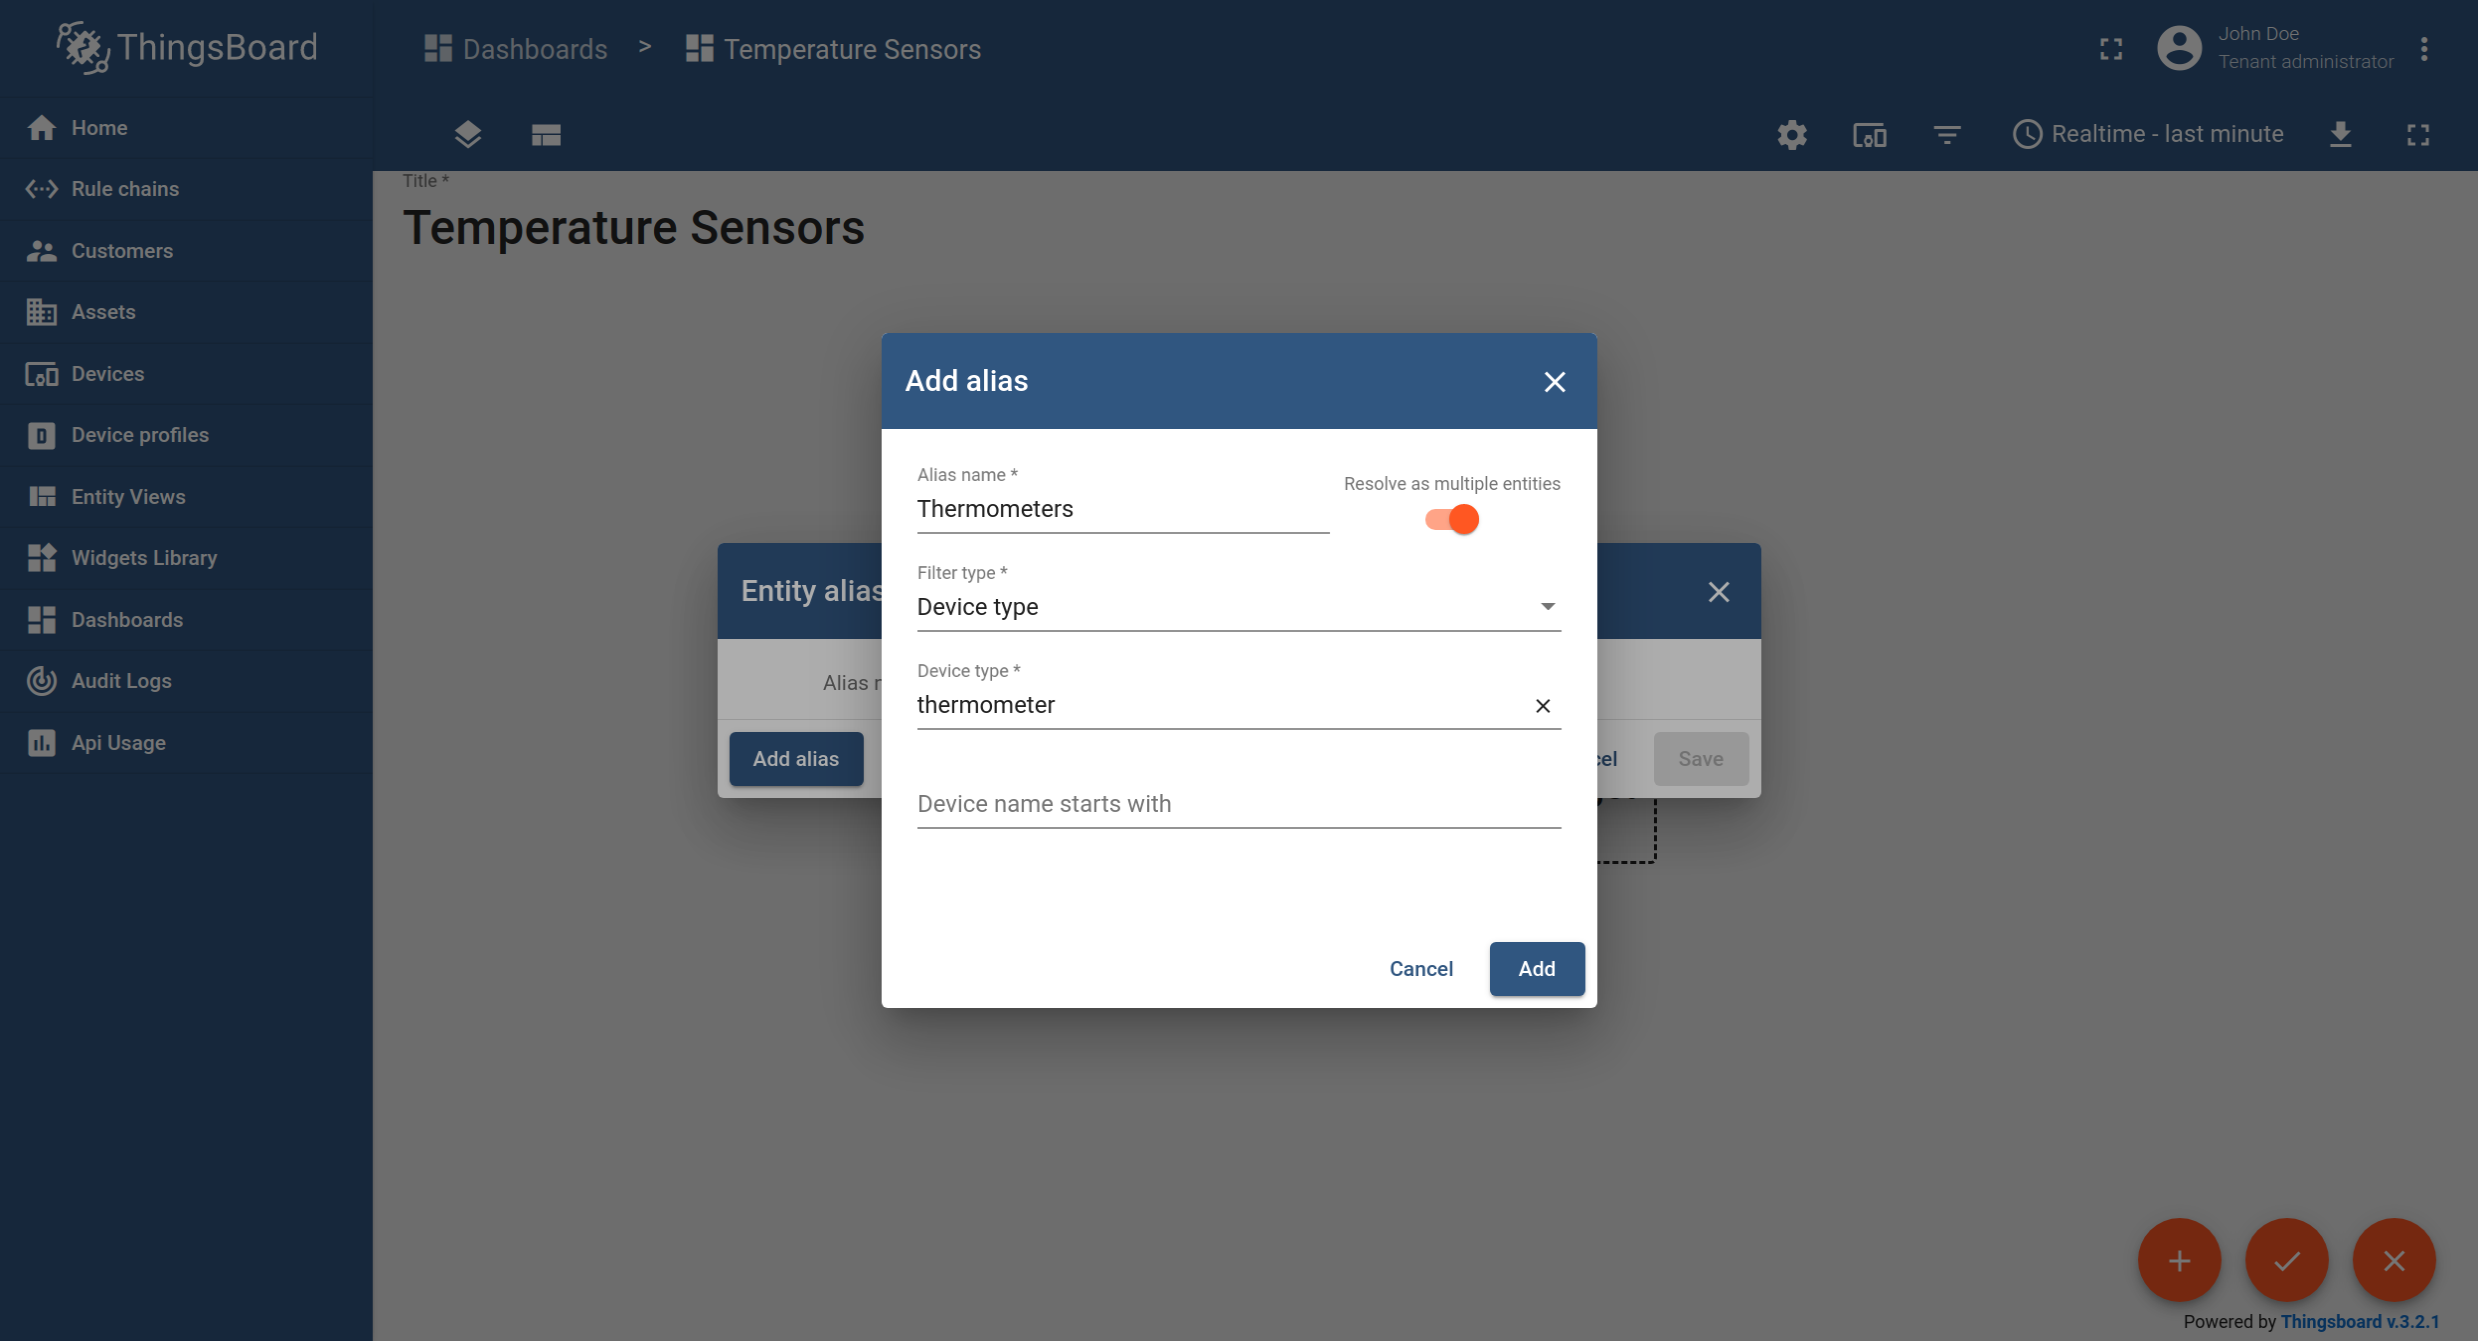 ThingsBoard
Dashboards > Temperature Sensors
John Doe
Tenant administrator
Home
Rule chains
Customers
Assets
Devices
Device profiles
Entity Views
Widgets Library
Dashboards
Audit Logs
Api Usage
Realtime - last minute
Title *
Temperature Sensors
Entity alias
Alias
Add alias
Save
Add alias
Alias name *
Thermometers
Resolve as multiple entities
Filter type *
Device type
Device type *
thermometer
Device name starts with
Cancel
Add
Powered by Thingsboard v.3.2.1